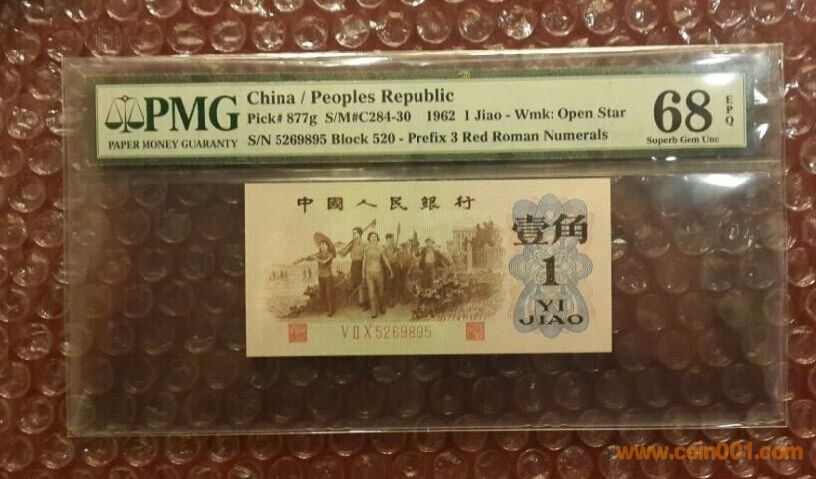 PMG
PAPER MONEY GUARANTY
China / Peoples Republic
Pick# 877g S/M#C284-30 1962 1 Jiao - Wmk: Open Star
S/N 5269895 Block 520 - Prefix 3 Red Roman Numerals
68
EPQ
Superb Gem Unc
中國人民銀行
壹角
1
YI
JIAO
V II X 5269895
www.coin001.com